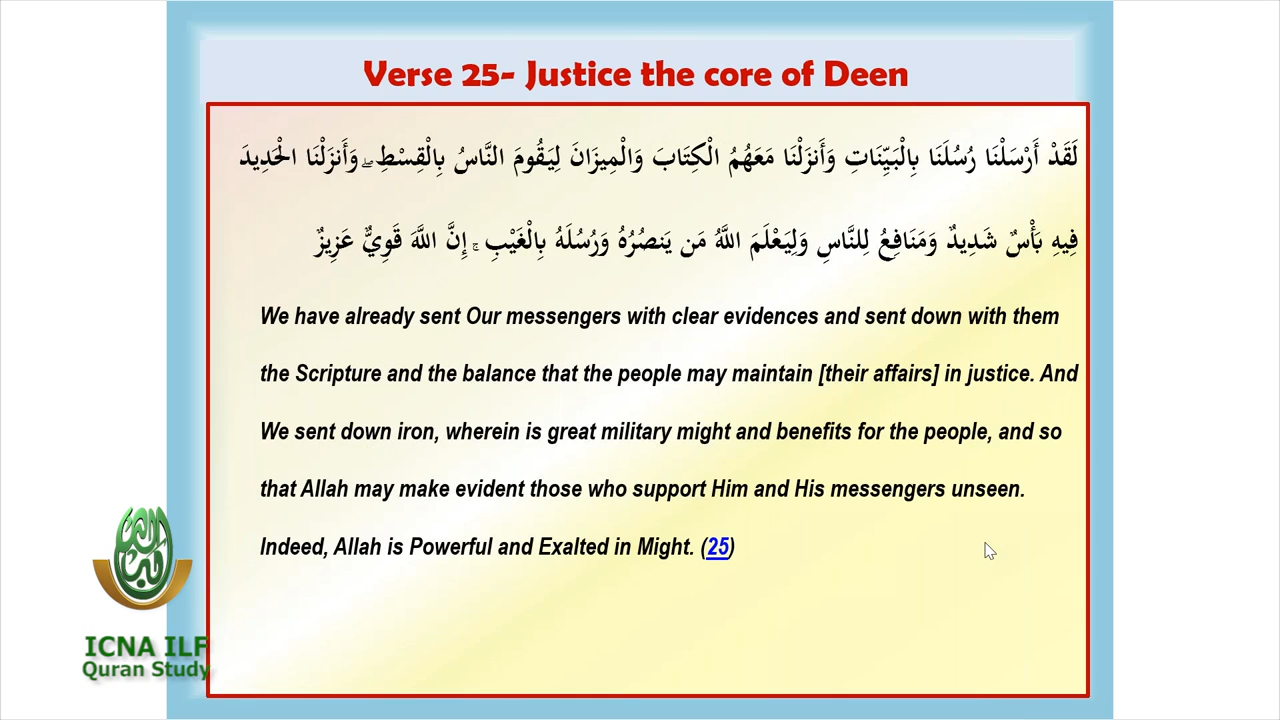 Verse 25- Justice the core of Deen
لَقَدْ أَرْسَلْنَا رُسُلَنَا بِالْبَيِّنَاتِ وَأَنزَلْنَا مَعَهُمُ الْكِتَابَ وَالْمِيزَانَ لِيَقُومَ النَّاسُ بِالْقِسْطِ ۖ وَأَنزَلْنَا الْحَدِيدَ
فِيهِ بَأْسٌ شَدِيدٌ وَمَنَافِعُ لِلنَّاسِ وَلِيَعْلَمَ اللَّهُ مَن يَنصُرُهُ وَرُسُلَهُ بِالْغَيْبِ ۚ إِنَّ اللَّهَ قَوِيٌّ عَزِيزٌ
We have already sent Our messengers with clear evidences and sent down with them
the Scripture and the balance that the people may maintain [their affairs] in justice. And
We sent down iron, wherein is great military might and benefits for the people, and so
that Allah may make evident those who support Him and His messengers unseen.
Indeed, Allah is Powerful and Exalted in Might. (25)
ICNA ILF
Quran Study